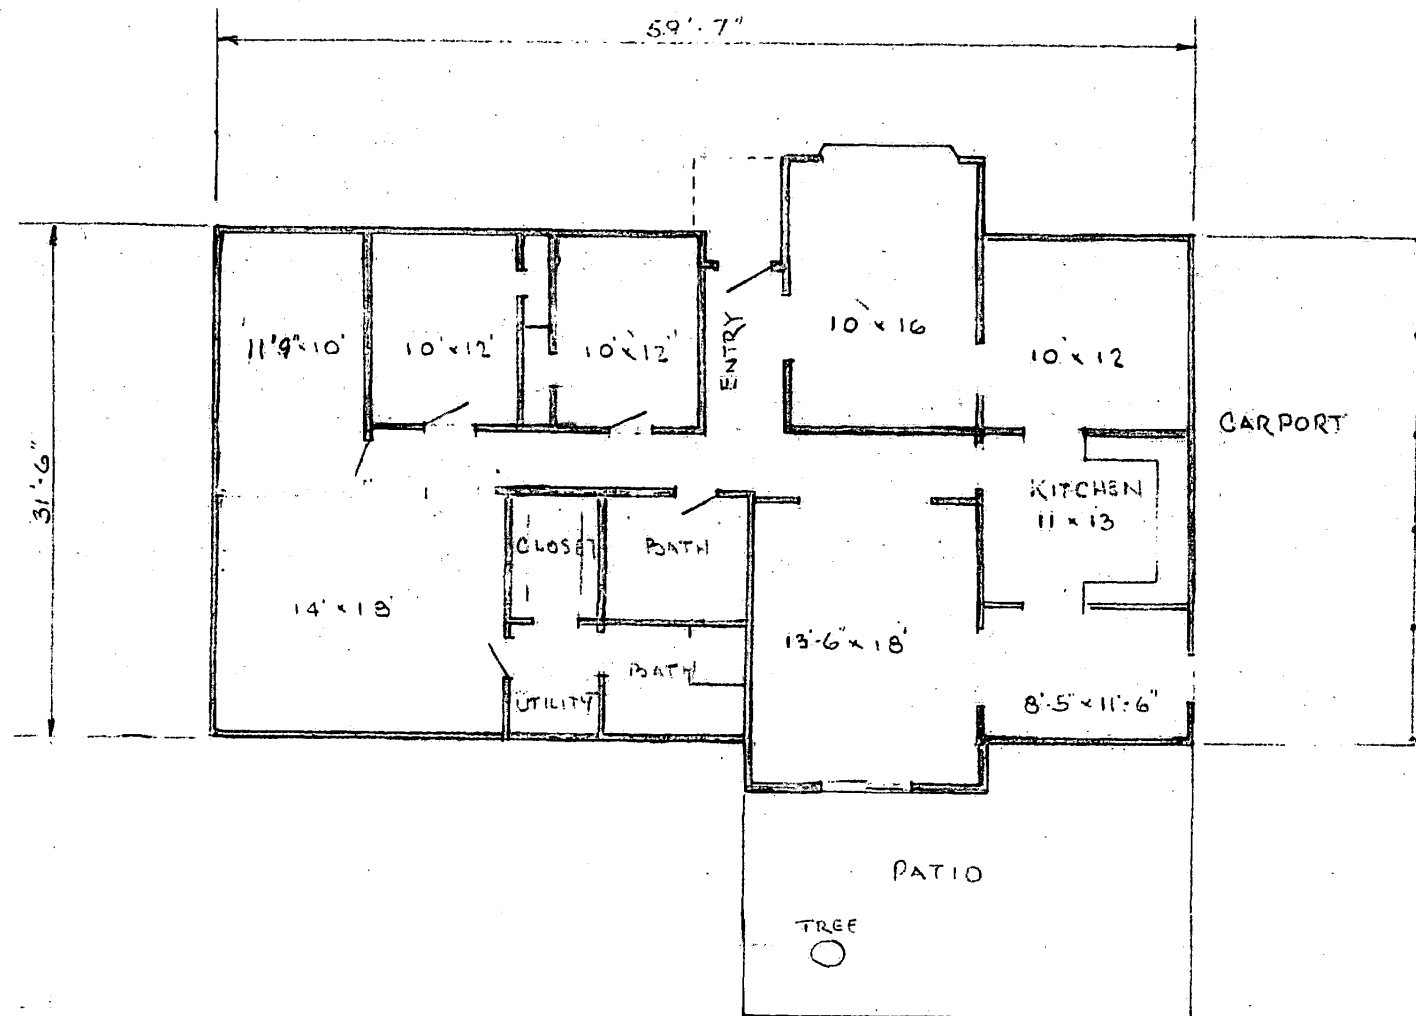 59'-7"
31'-6"
11'9"x10'
10'x12'
10'x12'
ENTRY
10'x16
10'x12
CARPORT
KITCHEN
11x13
CLOSET
BATH
14'x18'
13'-6"x18'
BATH
UTILITY
8'-5"x11'-6"
PATIO
TREE